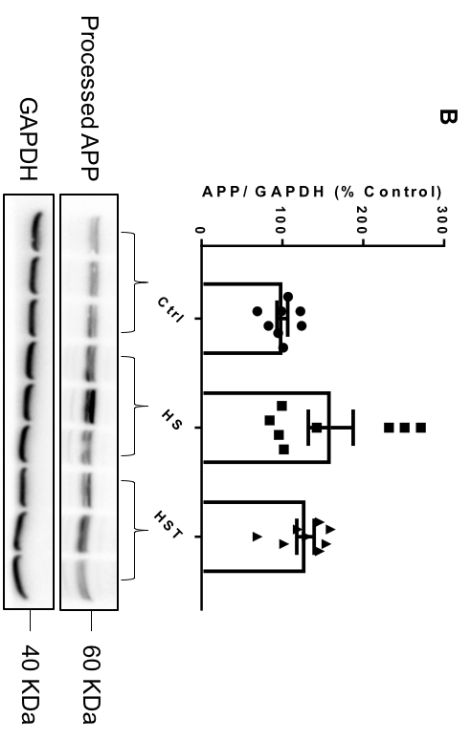 B
APP/ GAPDH (% Control)
300
200
100
0
Ctrl
HS
HST
Processed APP
60 KDa
GAPDH
40 KDa